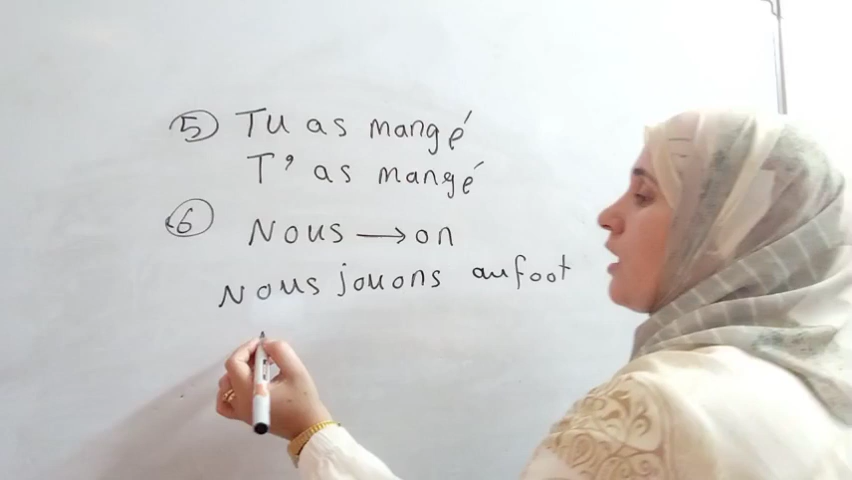 5 Tu as mangé
T' as mangé
6 Nous → on
Nous jouons au foot